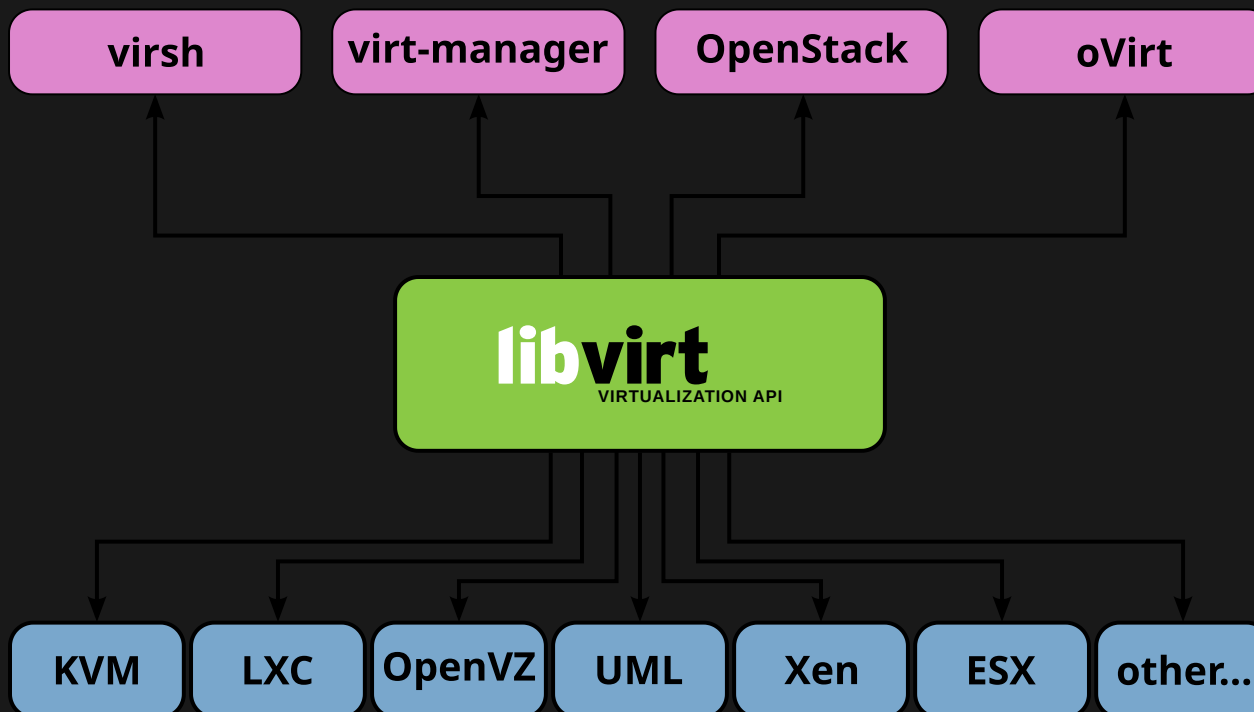 virsh
virt-manager
OpenStack
oVirt
libvirt
VIRTUALIZATION API
KVM
LXC
OpenVZ
UML
Xen
ESX
other...